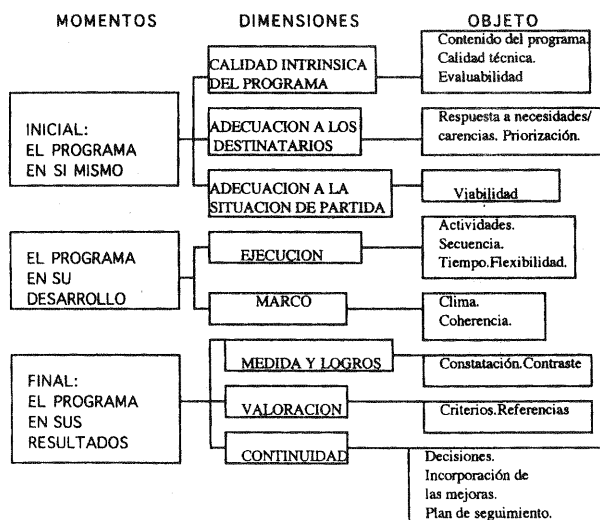 MOMENTOS DIMENSIONES OBJETO
INICIAL:
EL PROGRAMA
EN SI MISMO
CALIDAD INTRINSICA
DEL PROGRAMA
Contenido del programa.
Calidad técnica.
Evaluabilidad
ADECUACION A LOS
DESTINATARIOS
Respuesta a necesidades/
carencias. Priorización.
ADECUACION A LA
SITUACION DE PARTIDA
Viabilidad
EL PROGRAMA
EN SU
DESARROLLO
EJECUCION
Actividades.
Secuencia.
Tiempo.Flexibilidad.
MARCO
Clima.
Coherencia.
FINAL:
EL PROGRAMA
EN SUS
RESULTADOS
MEDIDA Y LOGROS
Constatación.Contraste
VALORACION
Criterios.Referencias
CONTINUIDAD
Decisiones.
Incorporación de
las mejoras.
Plan de seguimiento.